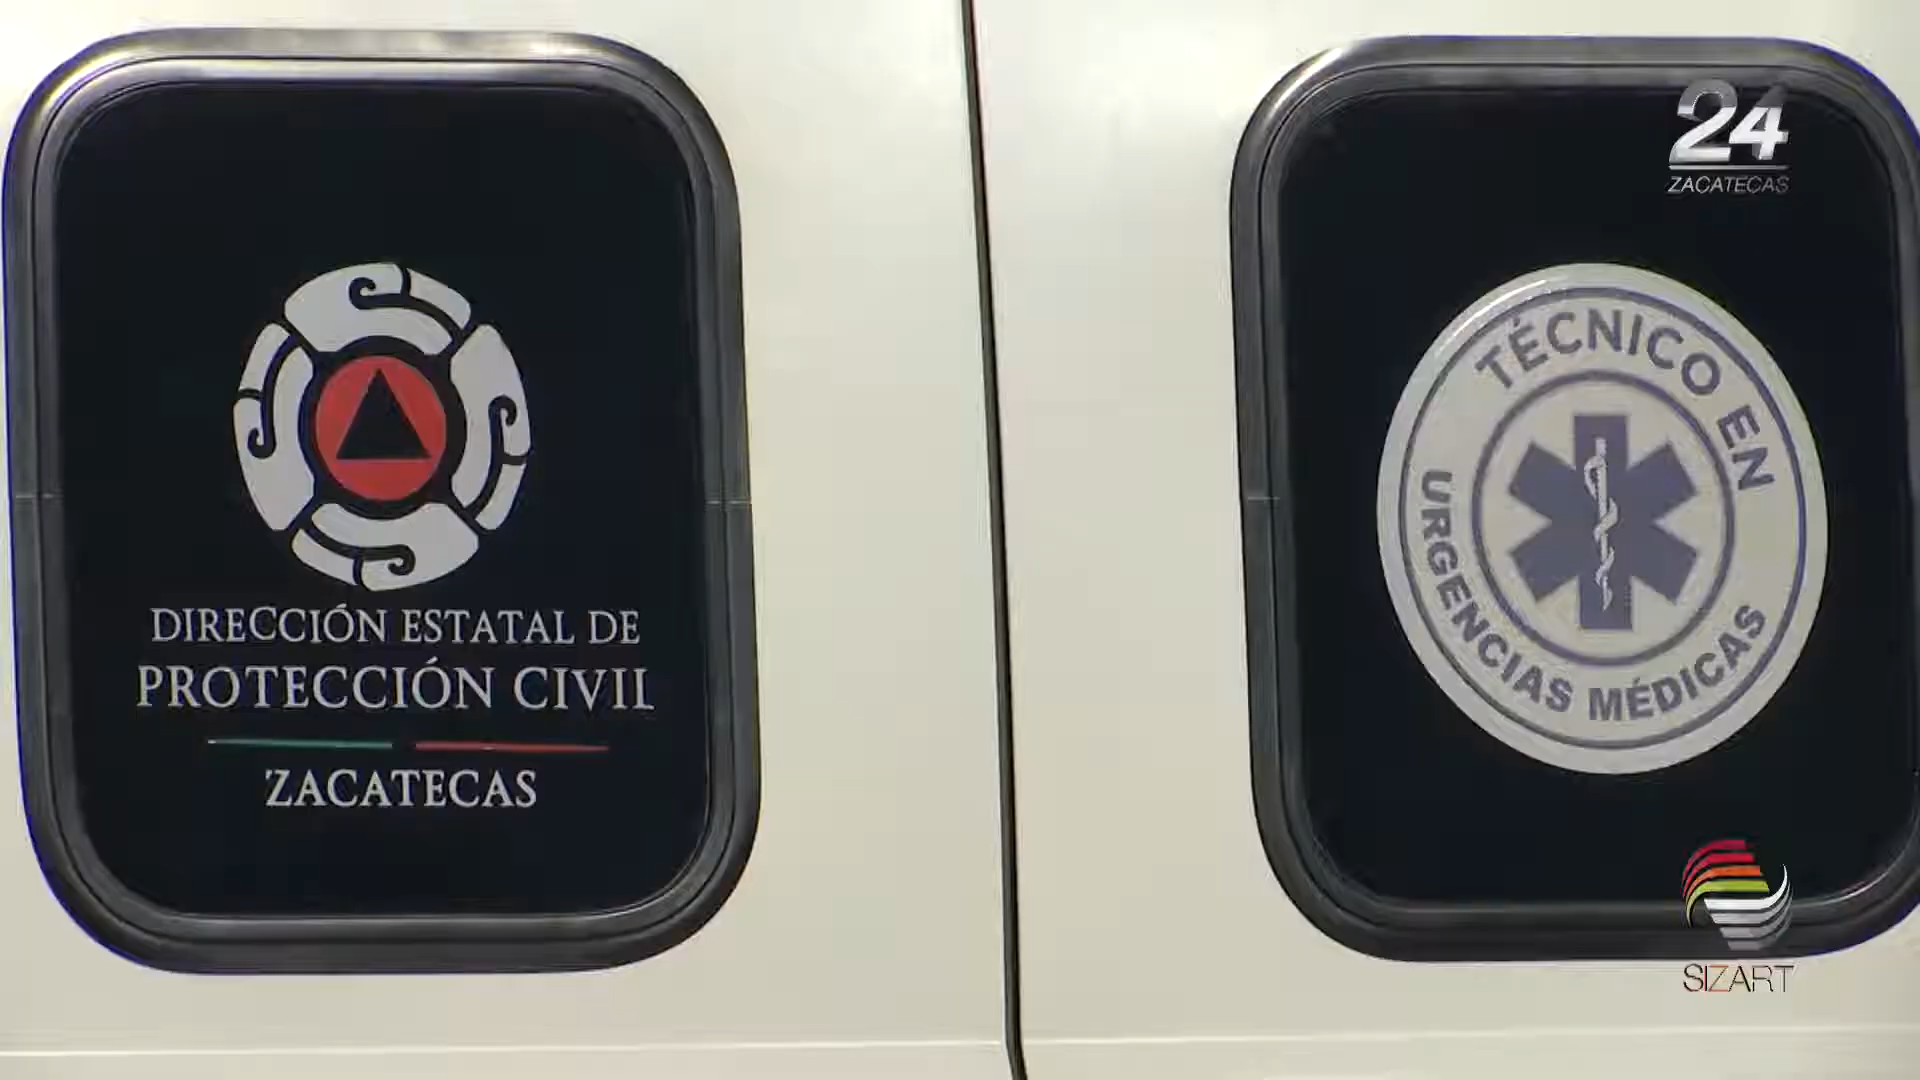 DIRECCIÓN ESTATAL DE
PROTECCIÓN CIVIL
ZACATECAS
24
ZACATECAS
TÉCNICO EN
URGENCIAS MÉDICAS
SIZART